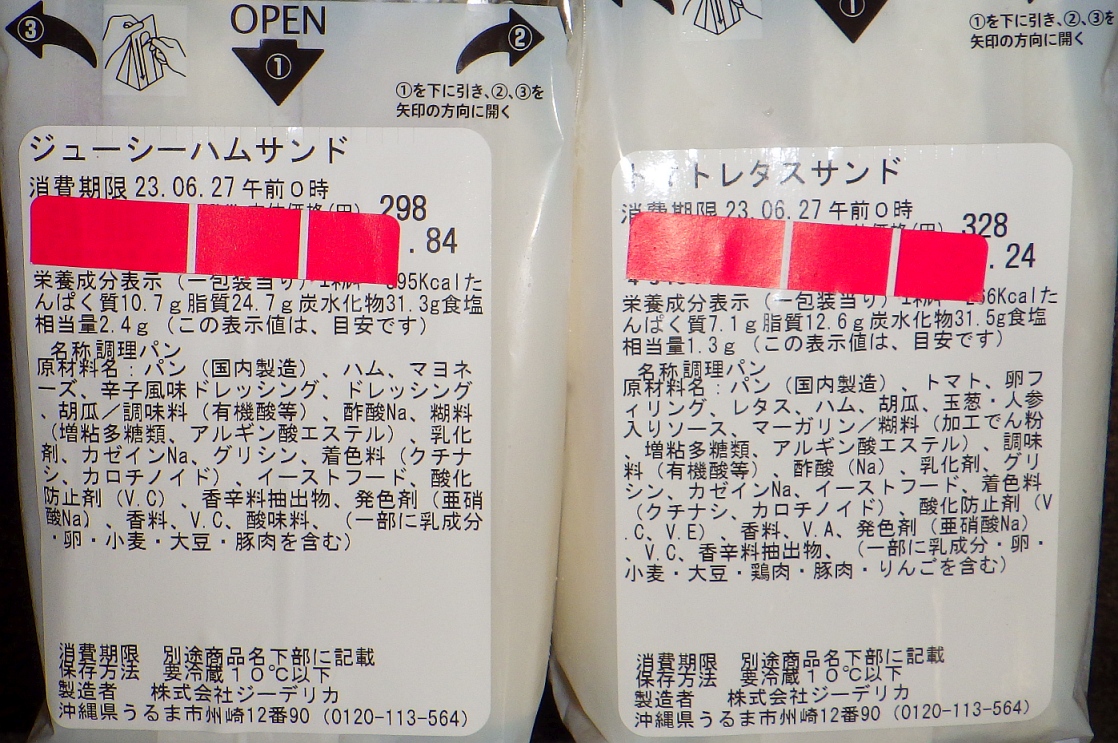 ③
OPEN
①
②
①を下に引き、②、③を
矢印の方向に開く
ジューシーハムサンド
消費期限 23.06.27 午前0時
298
.84
栄養成分表示 (一包装当り) 95Kcalた
んぱく質10.7g脂質24.7g炭水化物31.3g食塩
相当量2.4g (この表示値は、目安です)
名称調理パン
原材料名:パン (国内製造) 、ハム、マヨネ
ーズ、辛子風味ドレッシング、ドレッシング
、胡瓜/調味料 (有機酸等) 、酢酸Na、糊料
(増粘多糖類、アルギン酸エステル) 、乳化
剤、カゼインNa、グリシン、着色料 (クチナ
シ、カロチノイド) 、イーストフード、酸化
防止剤 (V.C) 、香辛料抽出物、発色剤 (亜硝
酸Na) 、香料、V.C、酸味料、 (一部に乳成分
・卵・小麦・大豆・豚肉を含む)
消費期限 別途商品名下部に記載
保存方法 要冷蔵10℃以下
製造者 株式会社ジーデリカ
沖縄県うるま市州崎12番90 (0120-113-564)
①
①を下に引き、②、③を
矢印の方向に開く
トマトレタスサンド
消費期限 23.06.27 午前0時
328
.24
栄養成分表示 (一包装当り) 66Kcalた
んぱく質7.1g脂質12.6g炭水化物31.5g食塩
相当量1.3g (この表示値は、目安です)
名称調理パン
原材料名:パン (国内製造) 、トマト、卵フ
ィリング、レタス、ハム、胡瓜、玉葱・人参
入りソース、マーガリン/糊料 (加工でん粉
、増粘多糖類、アルギン酸エステル) 、調味
料 (有機酸等) 、酢酸 (Na) 、乳化剤、グリ
シン、カゼインNa、イーストフード、着色料
(クチナシ、カロチノイド) 、酸化防止剤 (V
.C、V.E) 、香料、V.A、発色剤 (亜硝酸Na)
、V.C、香辛料抽出物、 (一部に乳成分・卵・
小麦・大豆・鶏肉・豚肉・りんごを含む)
消費期限 別途商品名下部に記載
保存方法 要冷蔵10℃以下
製造者 株式会社ジーデリカ
沖縄県うるま市州崎12番90 (0120-113-564)